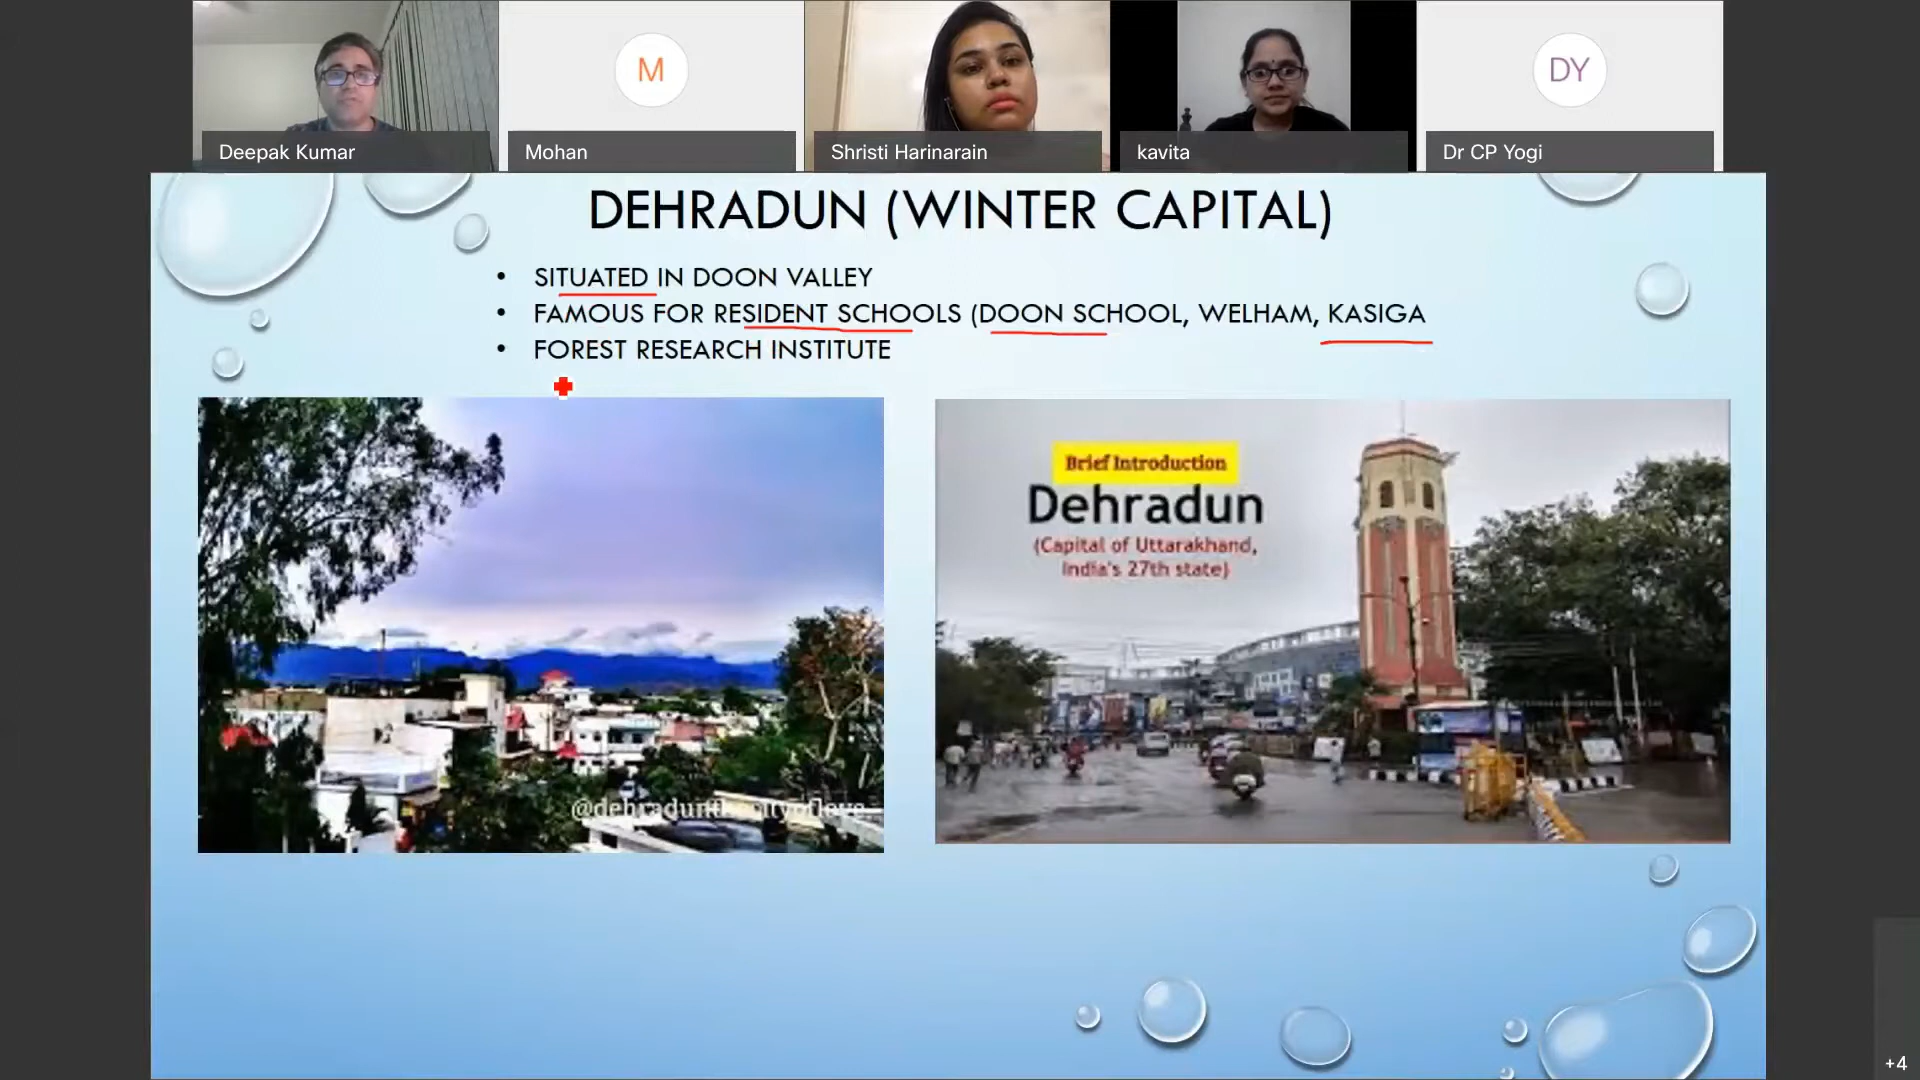 M
DY
Deepak Kumar
Mohan
Shristi Harinarain
kavita
Dr CP Yogi
DEHRADUN (WINTER CAPITAL)
• SITUATED IN DOON VALLEY
• FAMOUS FOR RESIDENT SCHOOLS (DOON SCHOOL, WELHAM, KASIGA
• FOREST RESEARCH INSTITUTE
@dehradunthecityoflove
Brief Introduction
Dehradun
(Capital of Uttarakhand,
India's 27th state)
+4